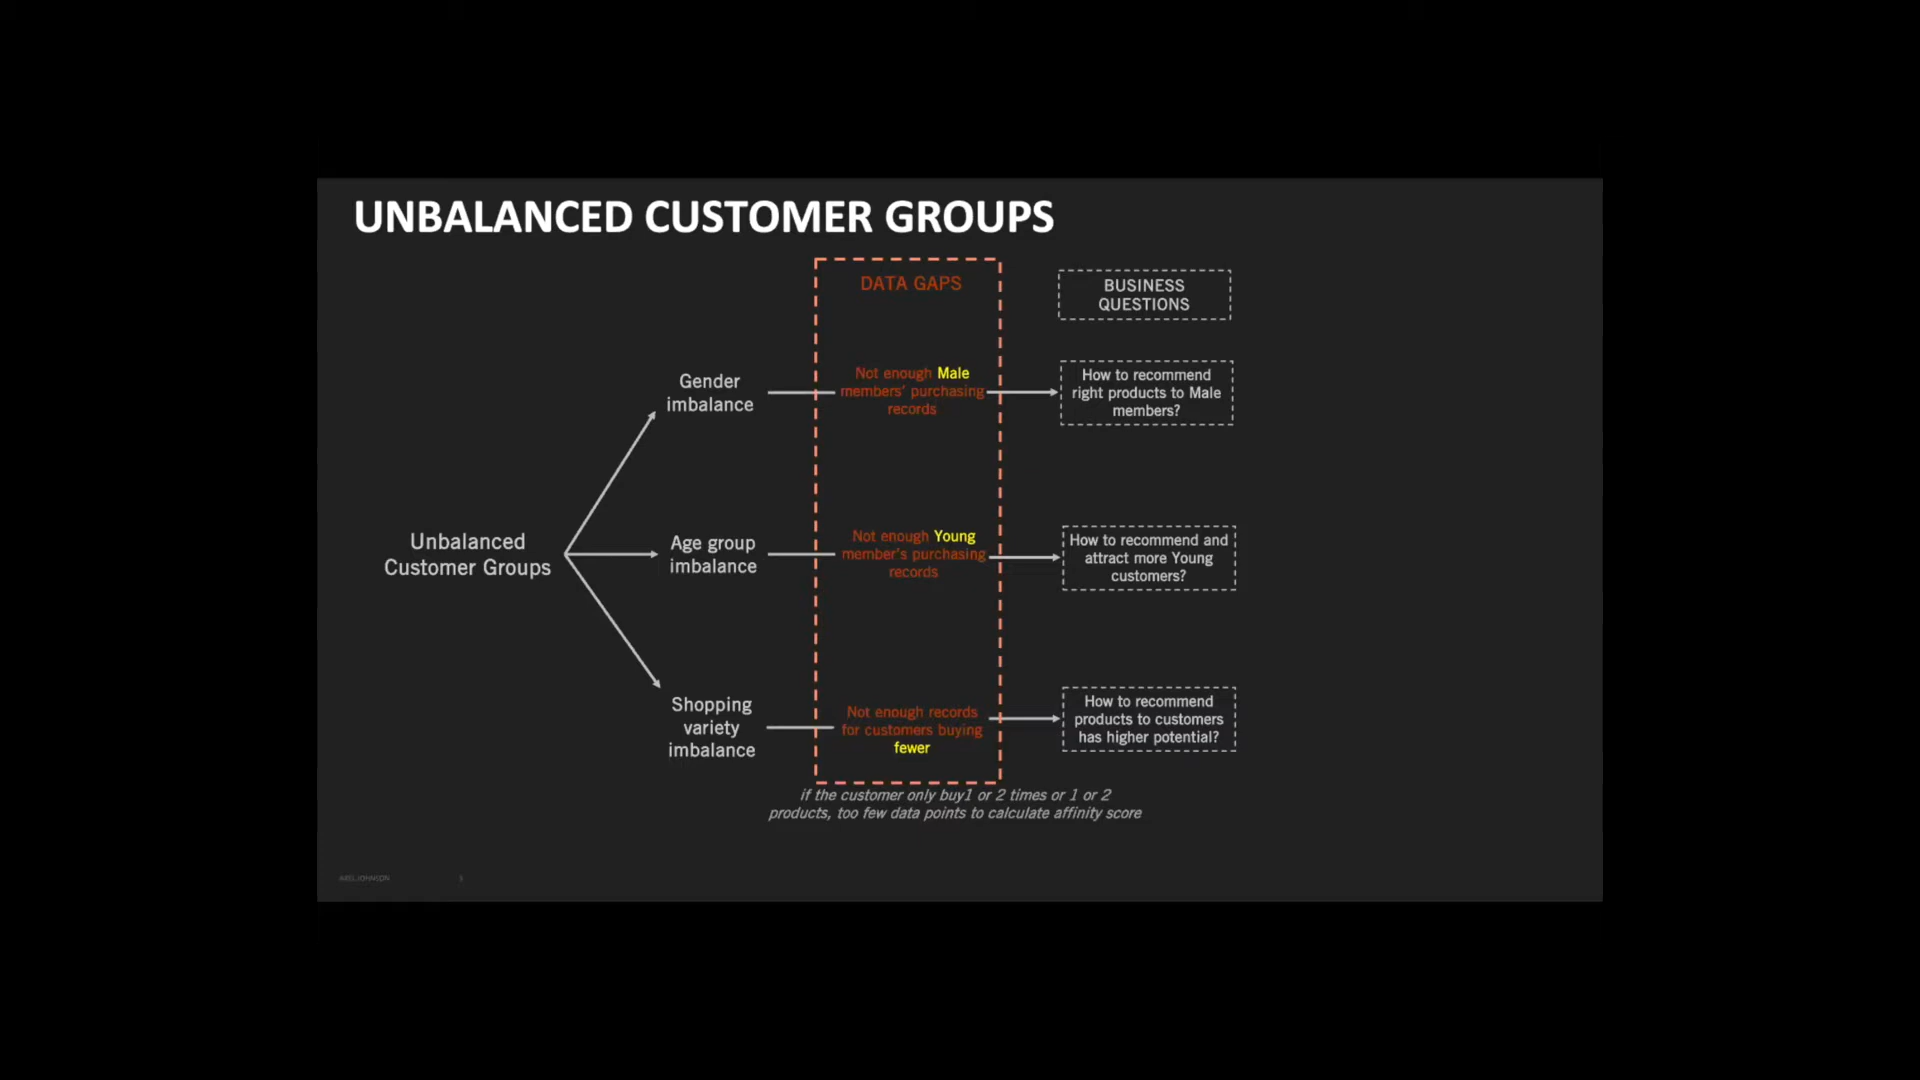 UNBALANCED CUSTOMER GROUPS
DATA GAPS
BUSINESS
QUESTIONS
Gender
imbalance
Not enough Male
members' purchasing
records
How to recommend
right products to Male
members?
Unbalanced
Customer Groups
Age group
imbalance
Not enough Young
member's purchasing
records
How to recommend and
attract more Young
customers?
Shopping
variety
imbalance
Not enough records
for customers buying
fewer
How to recommend
products to customers
has higher potential?
if the customer only buy1 or 2 times or 1 or 2
products, too few data points to calculate affinity score
AXEL JOHNSON